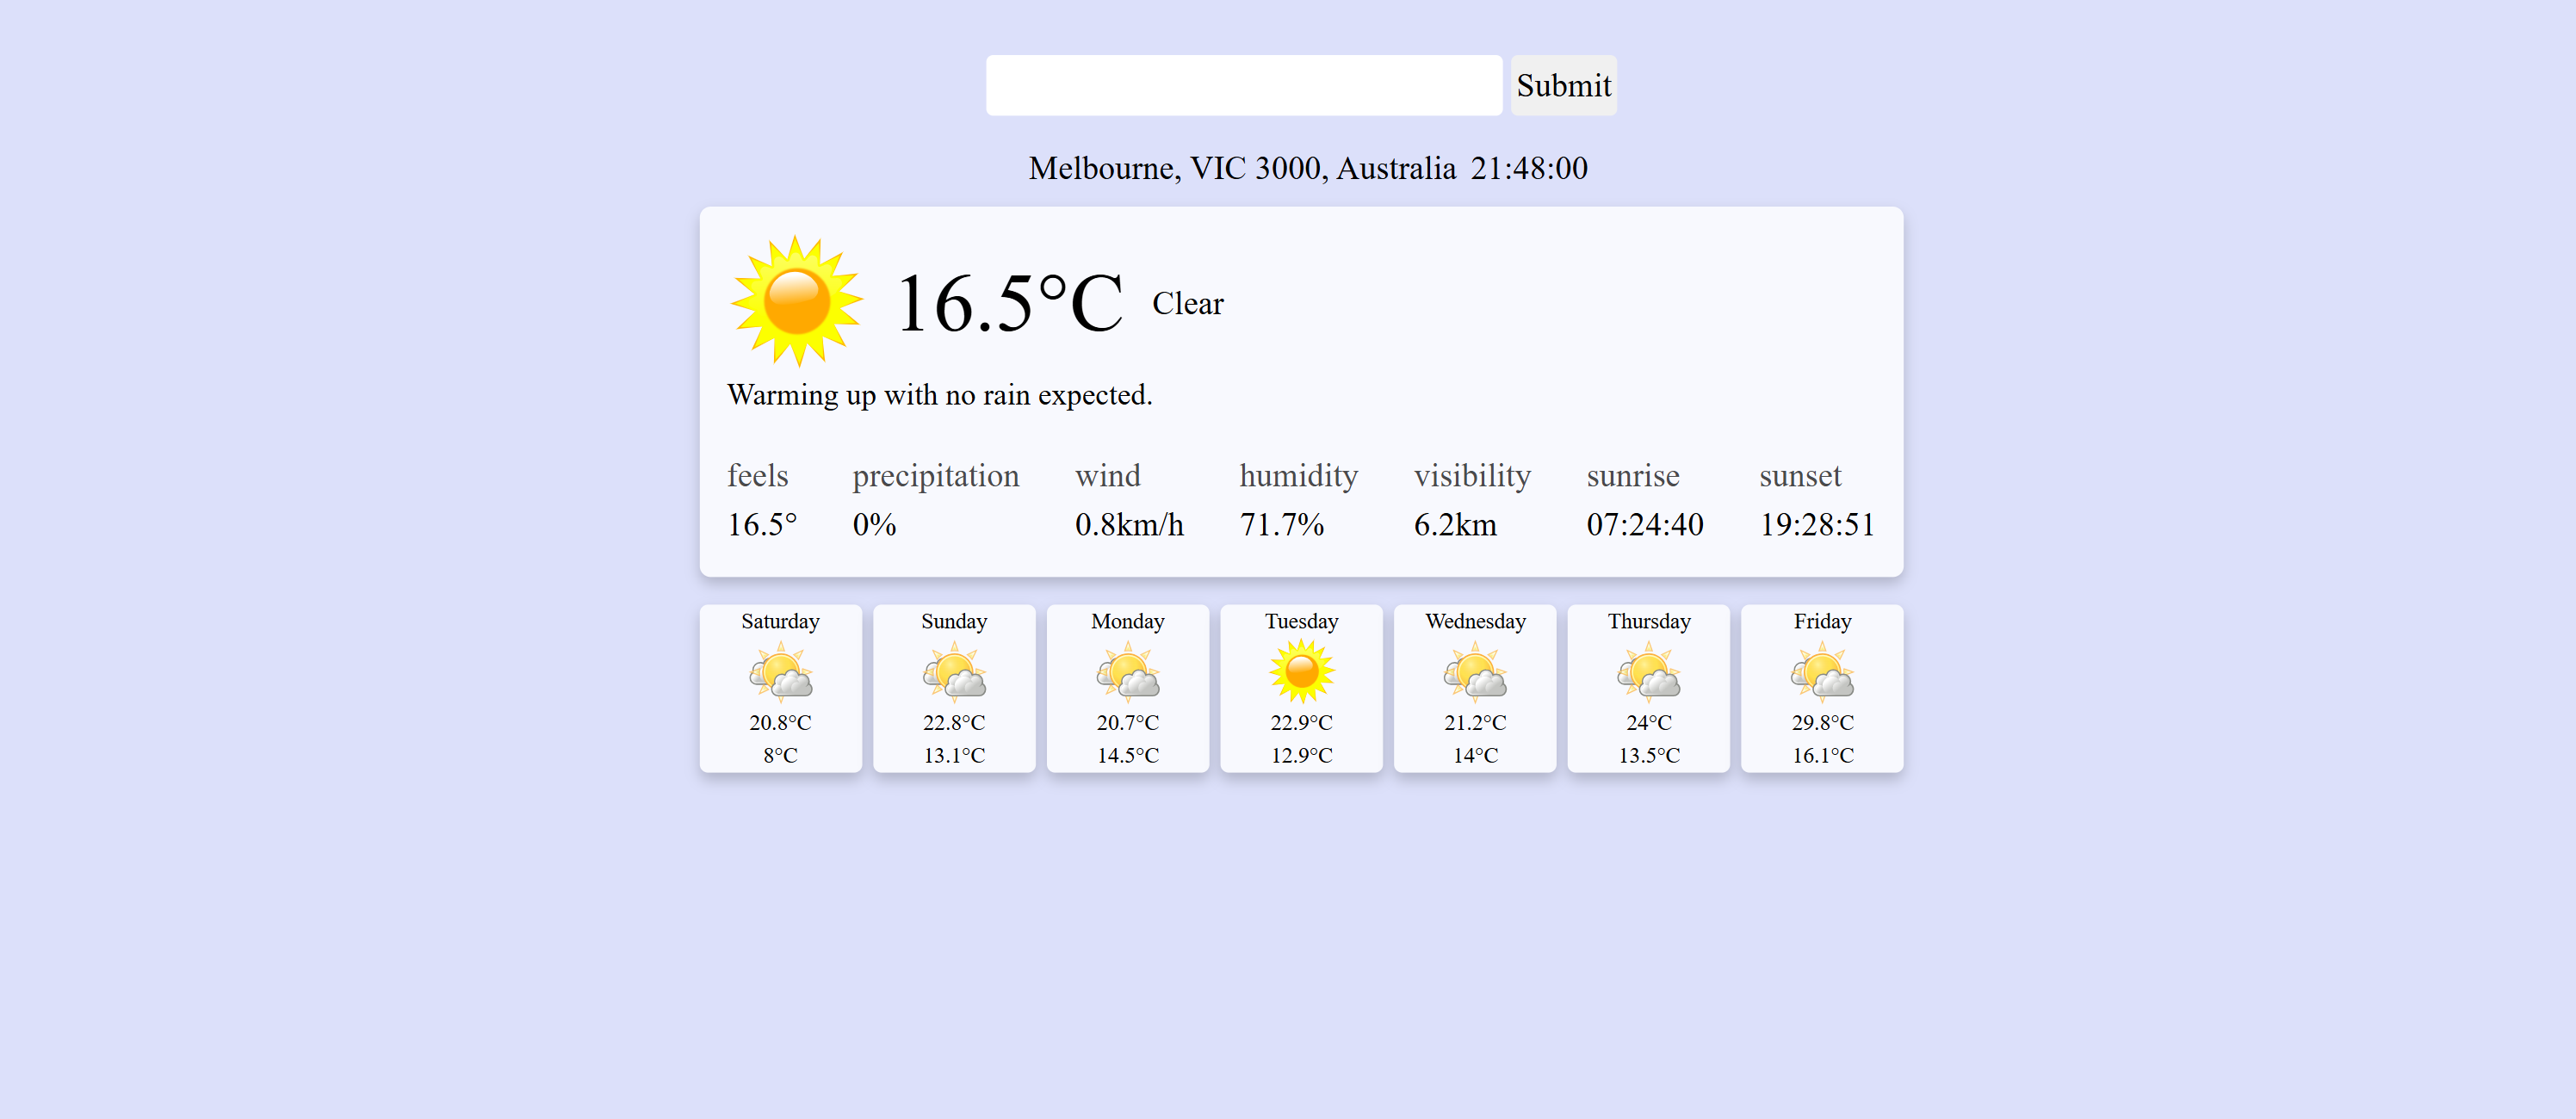 Submit
Melbourne, VIC 3000, Australia 21:48:00
16.5°C Clear
Warming up with no rain expected.
feels precipitation wind humidity visibility sunrise sunset
16.5° 0% 0.8km/h 71.7% 6.2km 07:24:40 19:28:51
Saturday Sunday Monday Tuesday Wednesday Thursday Friday
20.8°C 22.8°C 20.7°C 22.9°C 21.2°C 24°C 29.8°C
8°C 13.1°C 14.5°C 12.9°C 14°C 13.5°C 16.1°C